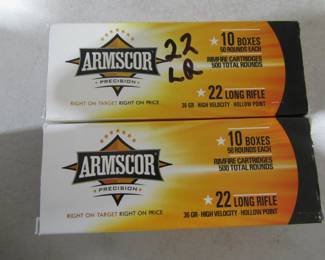 ARMSCOR
PRECISION
RIGHT ON TARGET RIGHT ON PRICE
22
LR
10 BOXES
50 ROUNDS EACH
RIMFIRE CARTRIDGES
500 TOTAL ROUNDS
22 LONG RIFLE
36 GR · HIGH VELOCITY · HOLLOW POINT
ARMSCOR
PRECISION
RIGHT ON TARGET RIGHT ON PRICE
10 BOXES
50 ROUNDS EACH
RIMFIRE CARTRIDGES
500 TOTAL ROUNDS
22 LONG RIFLE
36 GR · HIGH VELOCITY · HOLLOW POINT